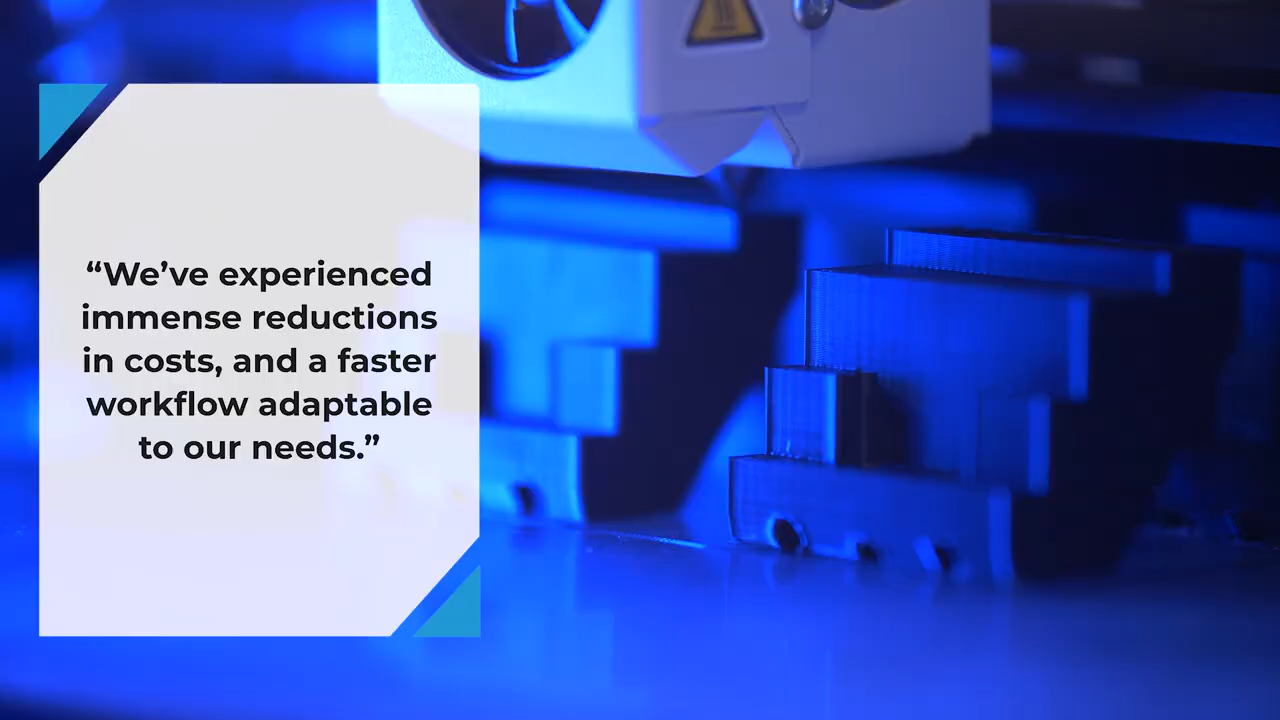 “We’ve experienced
immense reductions
in costs, and a faster
workflow adaptable
to our needs.”